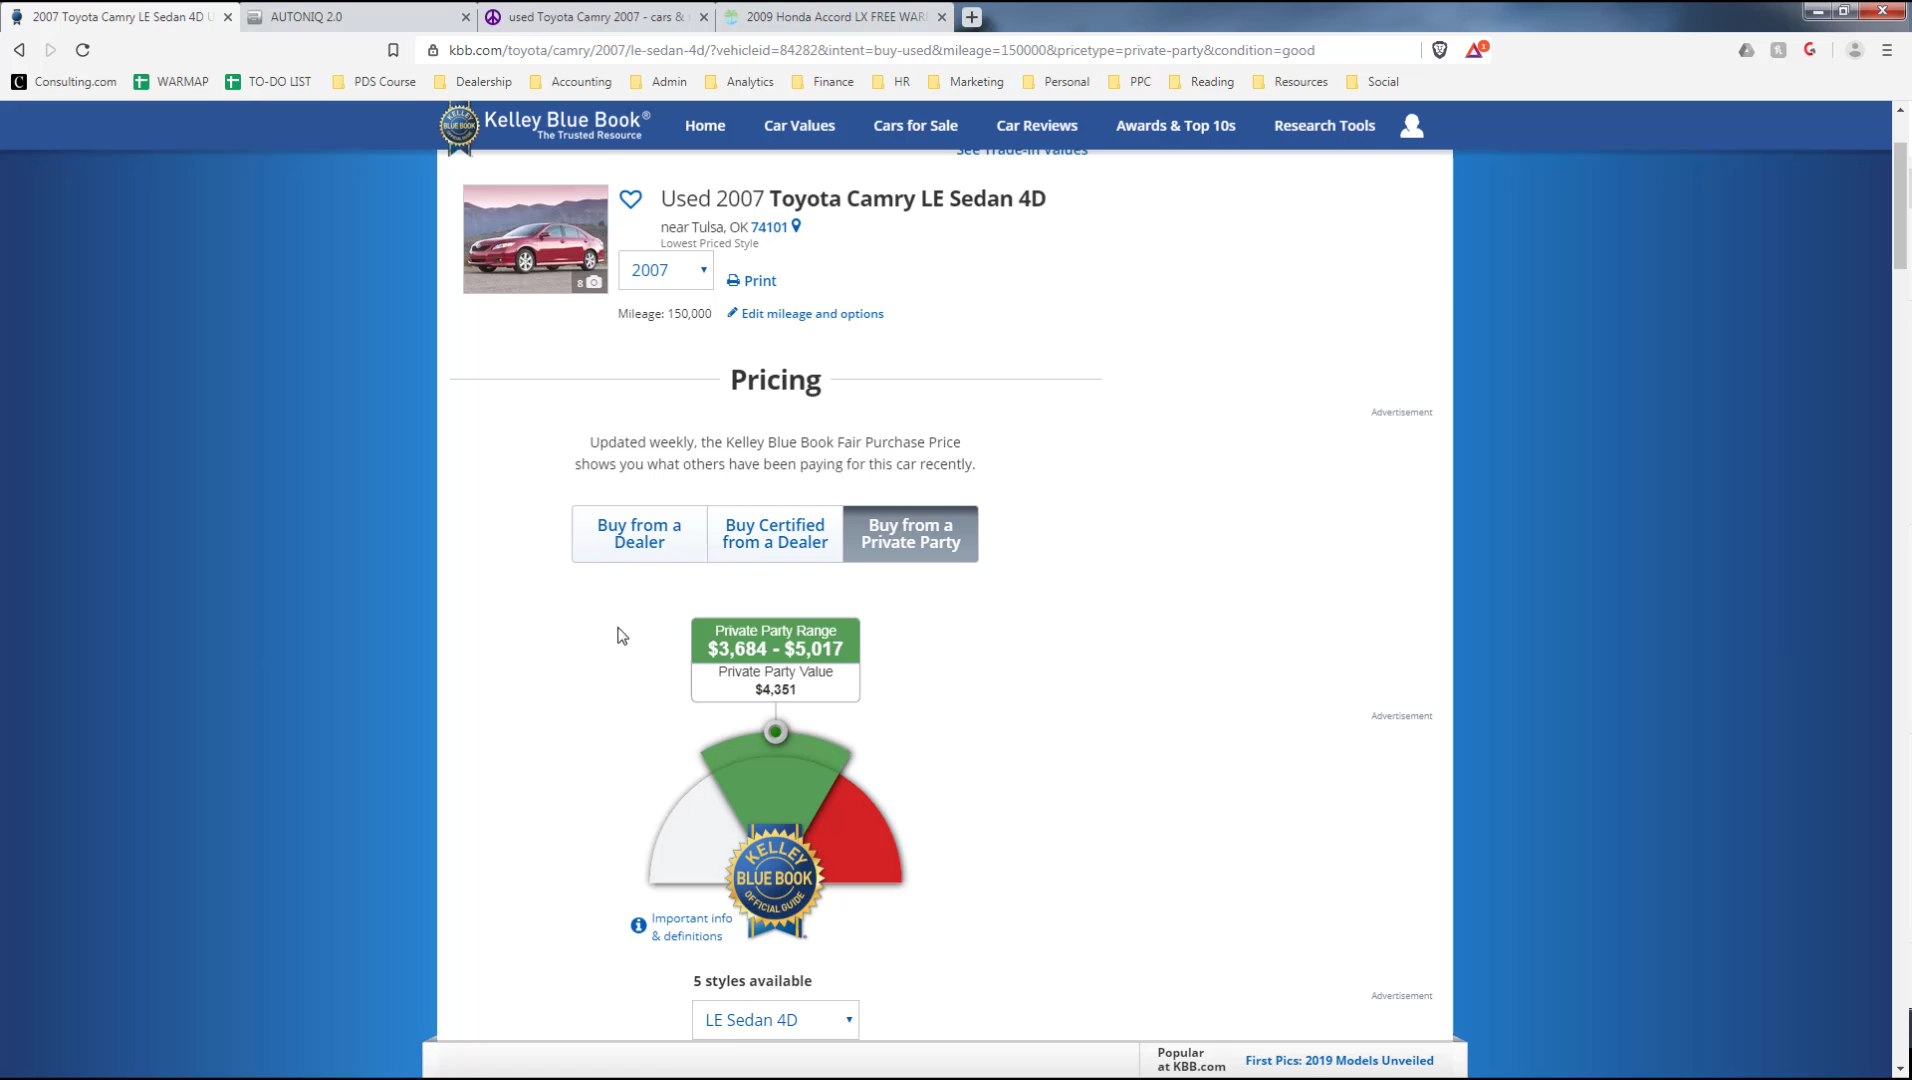 2007 Toyota Camry LE Sedan 4D U
AUTONIQ 2.0
used Toyota Camry 2007 - cars &
2009 Honda Accord LX FREE WAR
kbb.com/toyota/camry/2007/le-sedan-4d/?vehicleid=84282&intent=buy-used&mileage=150000&pricetype=private-party&condition=good
1
Consulting.com
WARMAP
TO-DO LIST
PDS Course
Dealership
Accounting
Admin
Analytics
Finance
HR
Marketing
Personal
PPC
Reading
Resources
Social
KELLEY BLUE BOOK
Kelley Blue Book®
The Trusted Resource
Home
Car Values
Cars for Sale
Car Reviews
Awards & Top 10s
Research Tools
See Trade-In Values
Used 2007 Toyota Camry LE Sedan 4D
near Tulsa, OK 74101
Lowest Priced Style
2007
Print
8
Mileage: 150,000
Edit mileage and options
Pricing
Advertisement
Updated weekly, the Kelley Blue Book Fair Purchase Price
shows you what others have been paying for this car recently.
Buy from a
Dealer
Buy Certified
from a Dealer
Buy from a
Private Party
Private Party Range
$3,684 - $5,017
Private Party Value
$4,351
Advertisement
KELLEY
BLUE BOOK
OFFICIAL GUIDE
Important info
& definitions
5 styles available
Advertisement
LE Sedan 4D
Popular
at KBB.com
First Pics: 2019 Models Unveiled